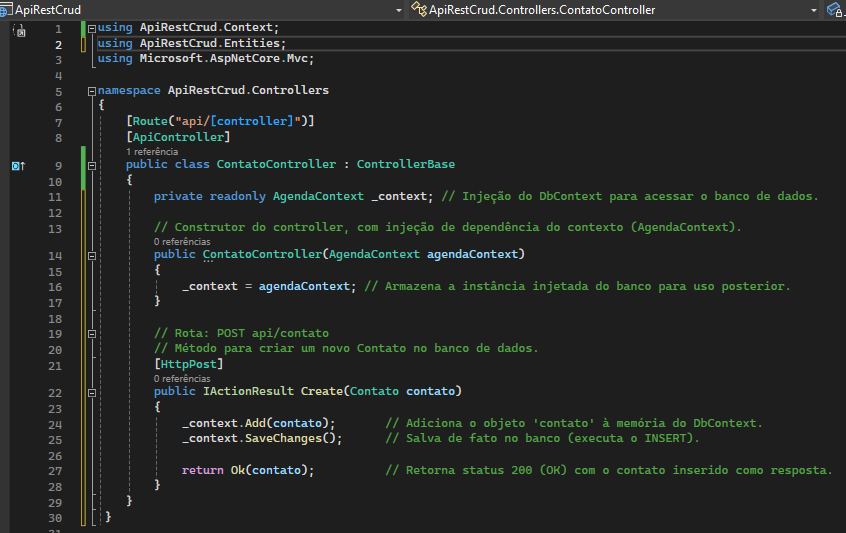 ApiRestCrud ApiRestCrud.Controllers.ContatoController
1 using ApiRestCrud.Context;
2 using ApiRestCrud.Entities;
3 using Microsoft.AspNetCore.Mvc;
4
5 namespace ApiRestCrud.Controllers
6 {
7 [Route("api/[controller]")]
8 [ApiController]
1 referência
9 public class ContatoController : ControllerBase
10 {
11 private readonly AgendaContext _context; // Injeção do DbContext para acessar o banco de dados.
12
13 // Construtor do controller, com injeção de dependência do contexto (AgendaContext).
0 referências
14 public ContatoController(AgendaContext agendaContext)
15 {
16 _context = agendaContext; // Armazena a instância injetada do banco para uso posterior.
17 }
18
19 // Rota: POST api/contato
20 // Método para criar um novo Contato no banco de dados.
21 [HttpPost]
0 referências
22 public IActionResult Create(Contato contato)
23 {
24 _context.Add(contato); // Adiciona o objeto 'contato' à memória do DbContext.
25 _context.SaveChanges(); // Salva de fato no banco (executa o INSERT).
26
27 return Ok(contato); // Retorna status 200 (OK) com o contato inserido como resposta.
28 }
29 }
30 }